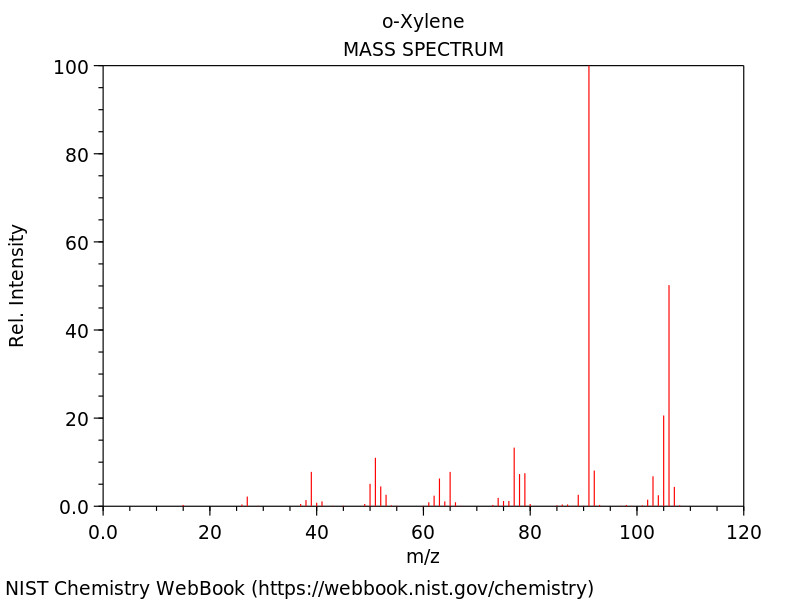 o-Xylene
MASS SPECTRUM
100
80
60
40
20
0.0
Rel. Intensity
0.0 20 40 60 80 100 120
m/z
NIST Chemistry WebBook (https://webbook.nist.gov/chemistry)